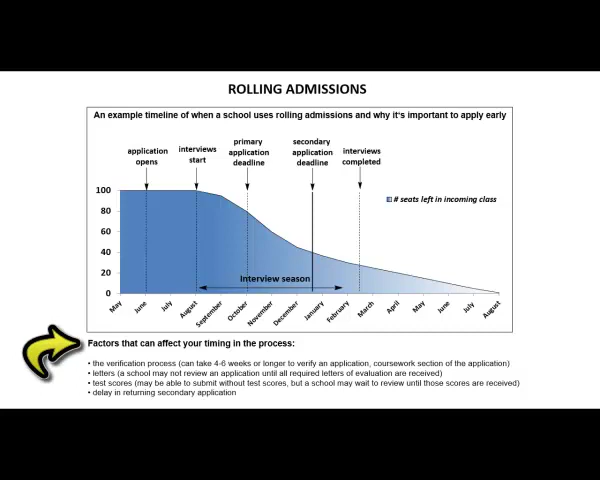 ROLLING ADMISSIONS
An example timeline of when a school uses rolling admissions and why it's important to apply early
application
opens
interviews
start
primary
application
deadline
secondary
application
deadline
interviews
completed
# seats left in incoming class
100
80
60
40
20
0
Interview season
May
June
July
August
September
October
November
December
January
February
March
April
May
June
July
August
Factors that can affect your timing in the process:
• the verification process (can take 4-6 weeks or longer to verify an application, coursework section of the application)
• letters (a school may not review an application until all required letters of evaluation are received)
• test scores (may be able to submit without test scores, but a school may wait to review until those scores are received)
• delay in returning secondary application